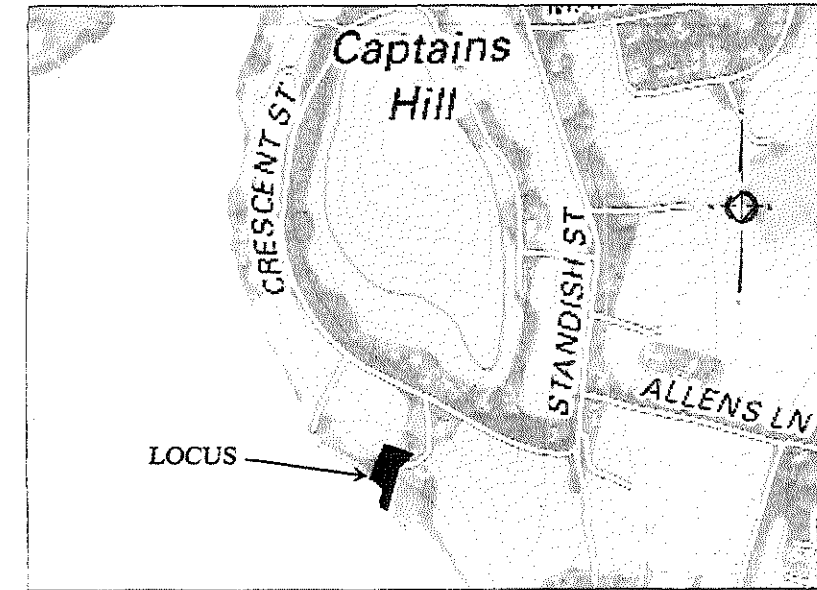 Captains
Hill
CRESCENT ST
STANDISH ST
ALLENS LN
LOCUS